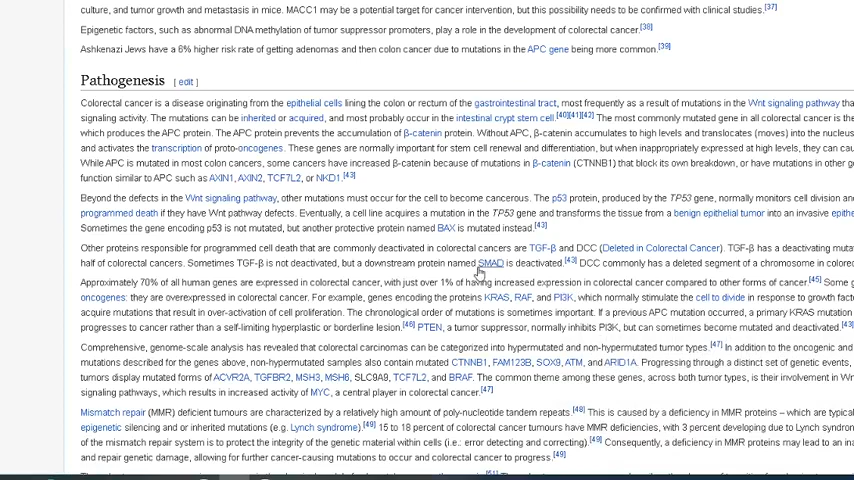 culture, and tumor growth and metastasis in mice. MACC1 may be a potential target for cancer intervention, but this possibility needs to be confirmed with clinical studies.[37]
Epigenetic factors, such as abnormal DNA methylation of tumor suppressor promoters, play a role in the development of colorectal cancer.[38]
Ashkenazi Jews have a 6% higher risk rate of getting adenomas and then colon cancer due to mutations in the APC gene being more common.[39]
Pathogenesis [ edit ]
Colorectal cancer is a disease originating from the epithelial cells lining the colon or rectum of the gastrointestinal tract, most frequently as a result of mutations in the Wnt signaling pathway tha
signaling activity. The mutations can be inherited or acquired, and most probably occur in the intestinal crypt stem cell.[40][41][42] The most commonly mutated gene in all colorectal cancer is the
which produces the APC protein. The APC protein prevents the accumulation of β-catenin protein. Without APC, β-catenin accumulates to high levels and translocates (moves) into the nucleus
and activates the transcription of proto-oncogenes. These genes are normally important for stem cell renewal and differentiation, but when inappropriately expressed at high levels, they can cau
While APC is mutated in most colon cancers, some cancers have increased β-catenin because of mutations in β-catenin (CTNNB1) that block its own breakdown, or have mutations in other g
function similar to APC such as AXIN1, AXIN2, TCF7L2, or NKD1.[43]
Beyond the defects in the Wnt signaling pathway, other mutations must occur for the cell to become cancerous. The p53 protein, produced by the TP53 gene, normally monitors cell division and
programmed death if they have Wnt pathway defects. Eventually, a cell line acquires a mutation in the TP53 gene and transforms the tissue from a benign epithelial tumor into an invasive epithe
Sometimes the gene encoding p53 is not mutated, but another protective protein named BAX is mutated instead.[43]
Other proteins responsible for programmed cell death that are commonly deactivated in colorectal cancers are TGF-β and DCC (Deleted in Colorectal Cancer). TGF-β has a deactivating muta
half of colorectal cancers. Sometimes TGF-β is not deactivated, but a downstream protein named SMAD is deactivated.[43] DCC commonly has a deleted segment of a chromosome in colorec
Approximately 70% of all human genes are expressed in colorectal cancer, with just over 1% of having increased expression in colorectal cancer compared to other forms of cancer.[45] Some g
oncogenes: they are overexpressed in colorectal cancer. For example, genes encoding the proteins KRAS, RAF, and PI3K, which normally stimulate the cell to divide in response to growth facto
acquire mutations that result in over-activation of cell proliferation. The chronological order of mutations is sometimes important. If a previous APC mutation occurred, a primary KRAS mutation
progresses to cancer rather than a self-limiting hyperplastic or borderline lesion.[46] PTEN, a tumor suppressor, normally inhibits PI3K, but can sometimes become mutated and deactivated.[43]
Comprehensive, genome-scale analysis has revealed that colorectal carcinomas can be categorized into hypermutated and non-hypermutated tumor types.[47] In addition to the oncogenic and
mutations described for the genes above, non-hypermutated samples also contain mutated CTNNB1, FAM123B, SOX9, ATM, and ARID1A. Progressing through a distinct set of genetic events,
tumors display mutated forms of ACVR2A, TGFBR2, MSH3, MSH6, SLC9A9, TCF7L2, and BRAF. The common theme among these genes, across both tumor types, is their involvement in Wn
signaling pathways, which results in increased activity of MYC, a central player in colorectal cancer.[47]
Mismatch repair (MMR) deficient tumours are characterized by a relatively high amount of poly-nucleotide tandem repeats.[48] This is caused by a deficiency in MMR proteins – which are typical
epigenetic silencing and or inherited mutations (e.g. Lynch syndrome).[49] 15 to 18 percent of colorectal cancer tumours have MMR deficiencies, with 3 percent developing due to Lynch syndrom
of the mismatch repair system is to protect the integrity of the genetic material within cells (i.e.: error detecting and correcting).[49] Consequently, a deficiency in MMR proteins may lead to an ina
and repair genetic damage, allowing for further cancer-causing mutations to occur and colorectal cancer to progress.[49]